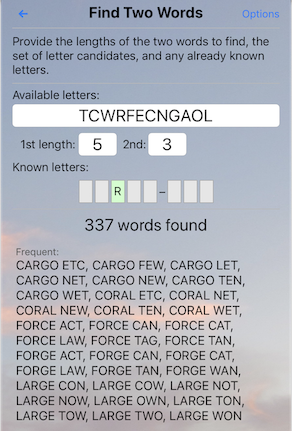 ← Find Two Words Options
Provide the lengths of the two words to find, the
set of letter candidates, and any already known
letters.
Available letters:
TCWRFECNGAOL
1st length: 5 2nd: 3
Known letters:
R –
337 words found
Frequent:
CARGO ETC, CARGO FEW, CARGO LET,
CARGO NET, CARGO NEW, CARGO TEN,
CARGO WET, CORAL ETC, CORAL NET,
CORAL NEW, CORAL TEN, CORAL WET,
FORCE ACT, FORCE CAN, FORCE CAT,
FORCE LAW, FORCE TAG, FORCE TAN,
FORGE ACT, FORGE CAN, FORGE CAT,
FORGE LAW, FORGE TAN, FORGE WAN,
LARGE CON, LARGE COW, LARGE NOT,
LARGE NOW, LARGE OWN, LARGE TON,
LARGE TOW, LARGE TWO, LARGE WON